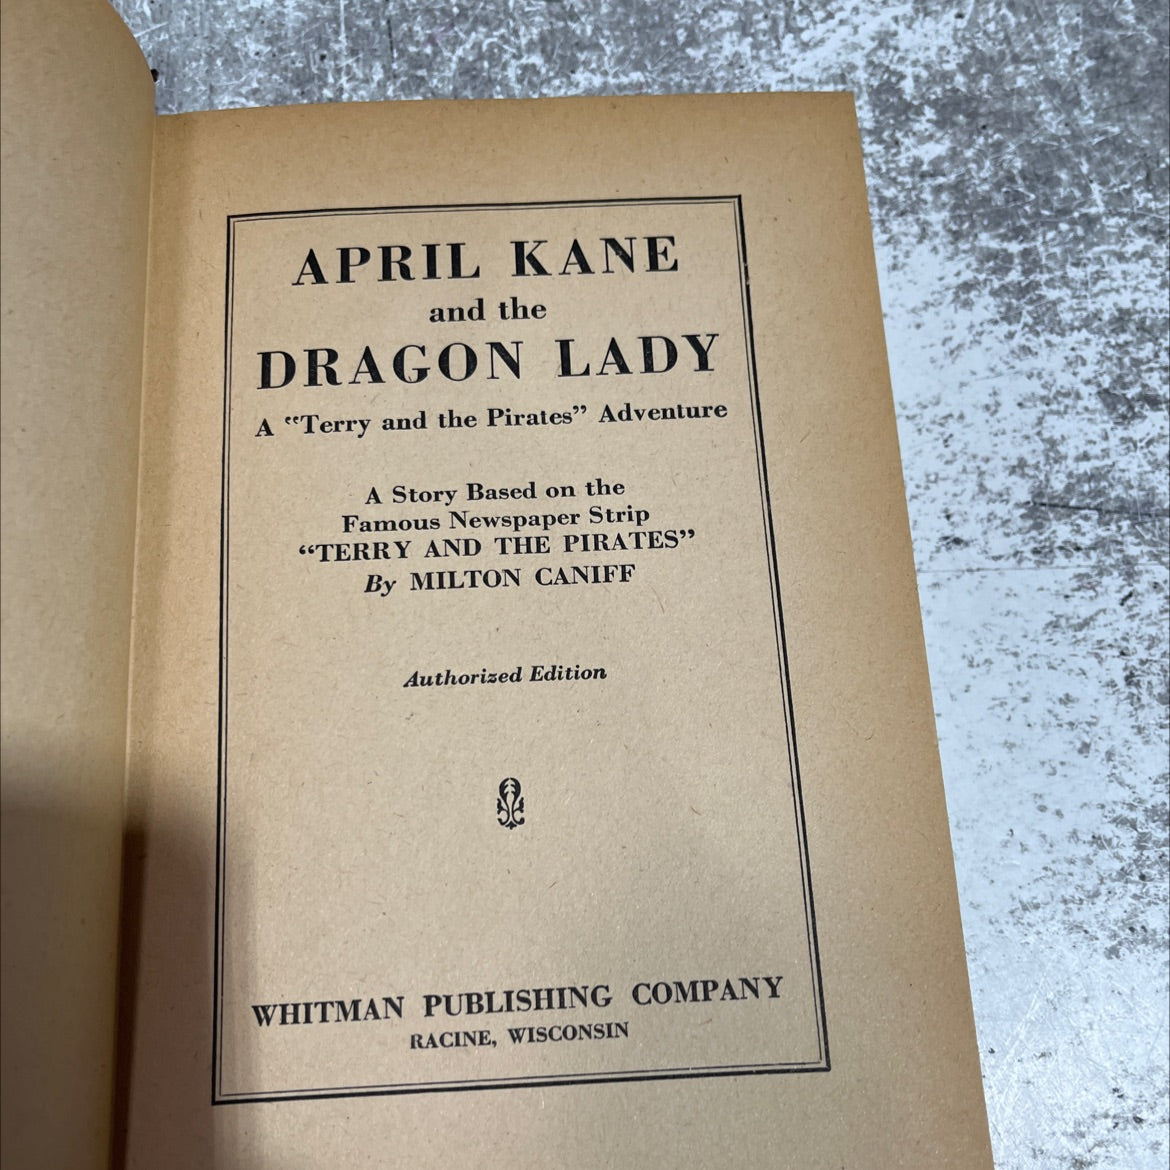 APRIL KANE
and the
DRAGON LADY
A “Terry and the Pirates” Adventure
A Story Based on the
Famous Newspaper Strip
“TERRY AND THE PIRATES”
By MILTON CANIFF
Authorized Edition
WHITMAN PUBLISHING COMPANY
RACINE, WISCONSIN